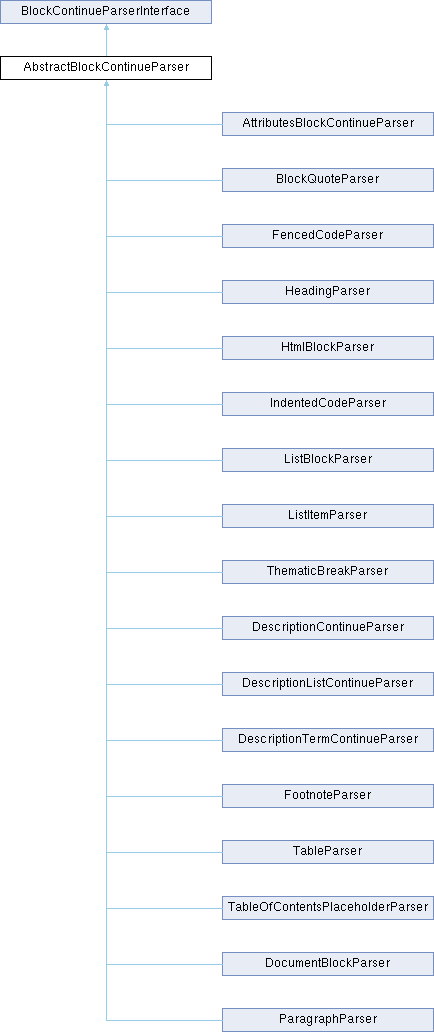 BlockContinueParserInterface
AbstractBlockContinueParser
AttributesBlockContinueParser
BlockQuoteParser
FencedCodeParser
HeadingParser
HtmlBlockParser
IndentedCodeParser
ListBlockParser
ListItemParser
ThematicBreakParser
DescriptionContinueParser
DescriptionListContinueParser
DescriptionTermContinueParser
FootnoteParser
TableParser
TableOfContentsPlaceholderParser
DocumentBlockParser
ParagraphParser